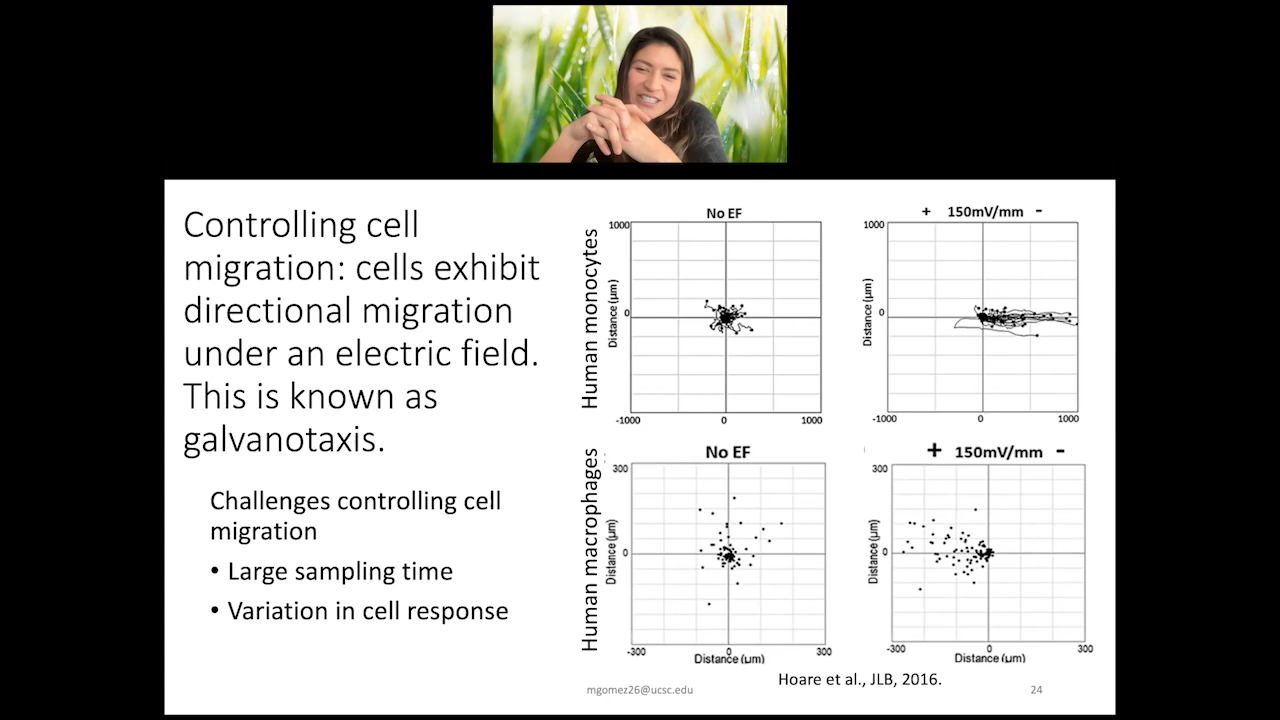 Controlling cell
migration: cells exhibit
directional migration
under an electric field.
This is known as
galvanotaxis.
Challenges controlling cell
migration
• Large sampling time
• Variation in cell response
Human monocytes
No EF
1000
0
Distance (µm)
-1000 0 1000
+ 150mV/mm -
1000
0
Distance (µm)
-1000 0 1000
Human macrophages
No EF
300
0
Distance (µm)
-300 0 300
Distance (µm)
+ 150mV/mm -
300
0
Distance (µm)
-300 0 300
Distance (µm)
Hoare et al., JLB, 2016.
mgomez26@ucsc.edu
24